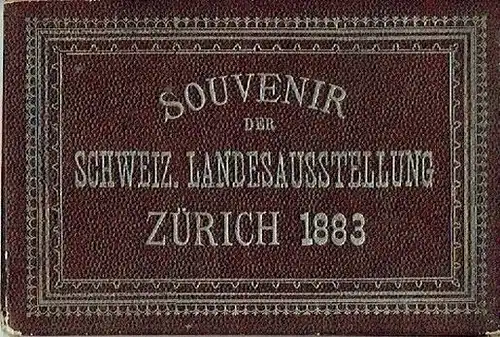 SOUVENIR
DER
SCHWEIZ. LANDESAUSSTELLUNG
ZÜRICH 1883